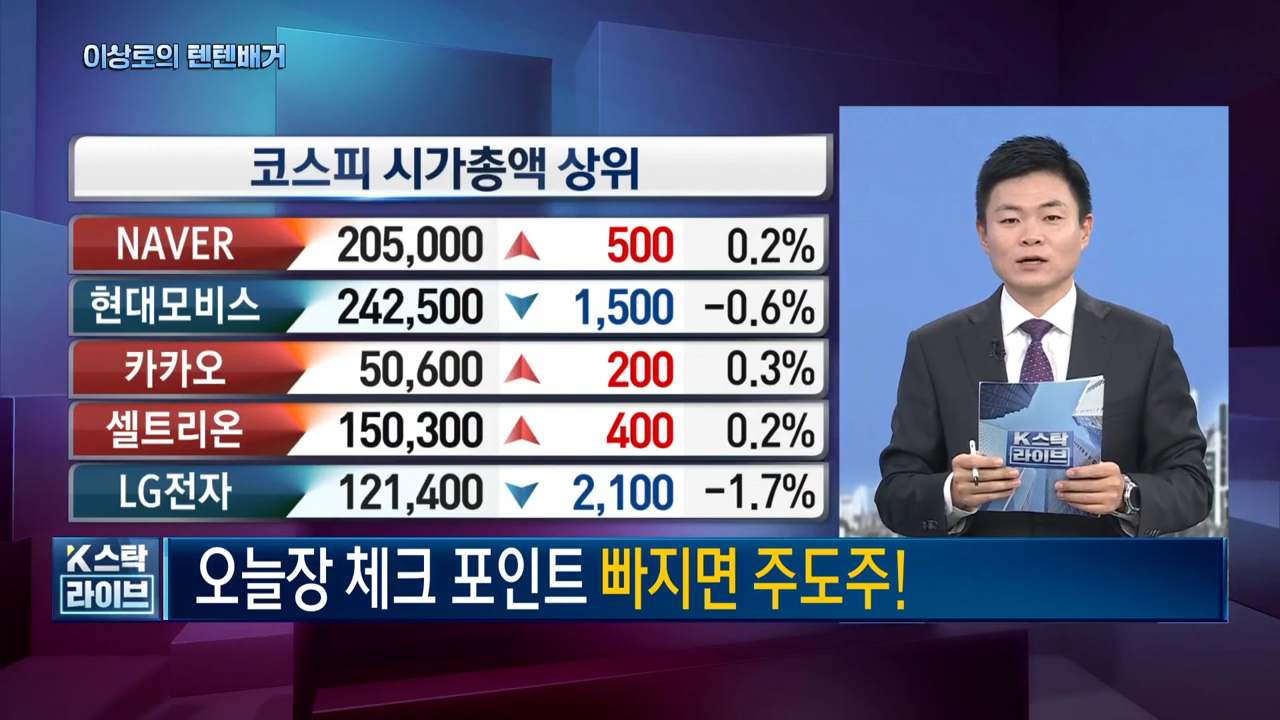 이상로의 텐텐배거
코스피 시가총액 상위
NAVER 205,000 ▲ 500 0.2%
현대모비스 242,500 ▼ 1,500 -0.6%
카카오 50,600 ▲ 200 0.3%
셀트리온 150,300 ▲ 400 0.2%
LG전자 121,400 ▼ 2,100 -1.7%
K스탁
라이브
K스탁
라이브
오늘장 체크 포인트 빠지면 주도주!